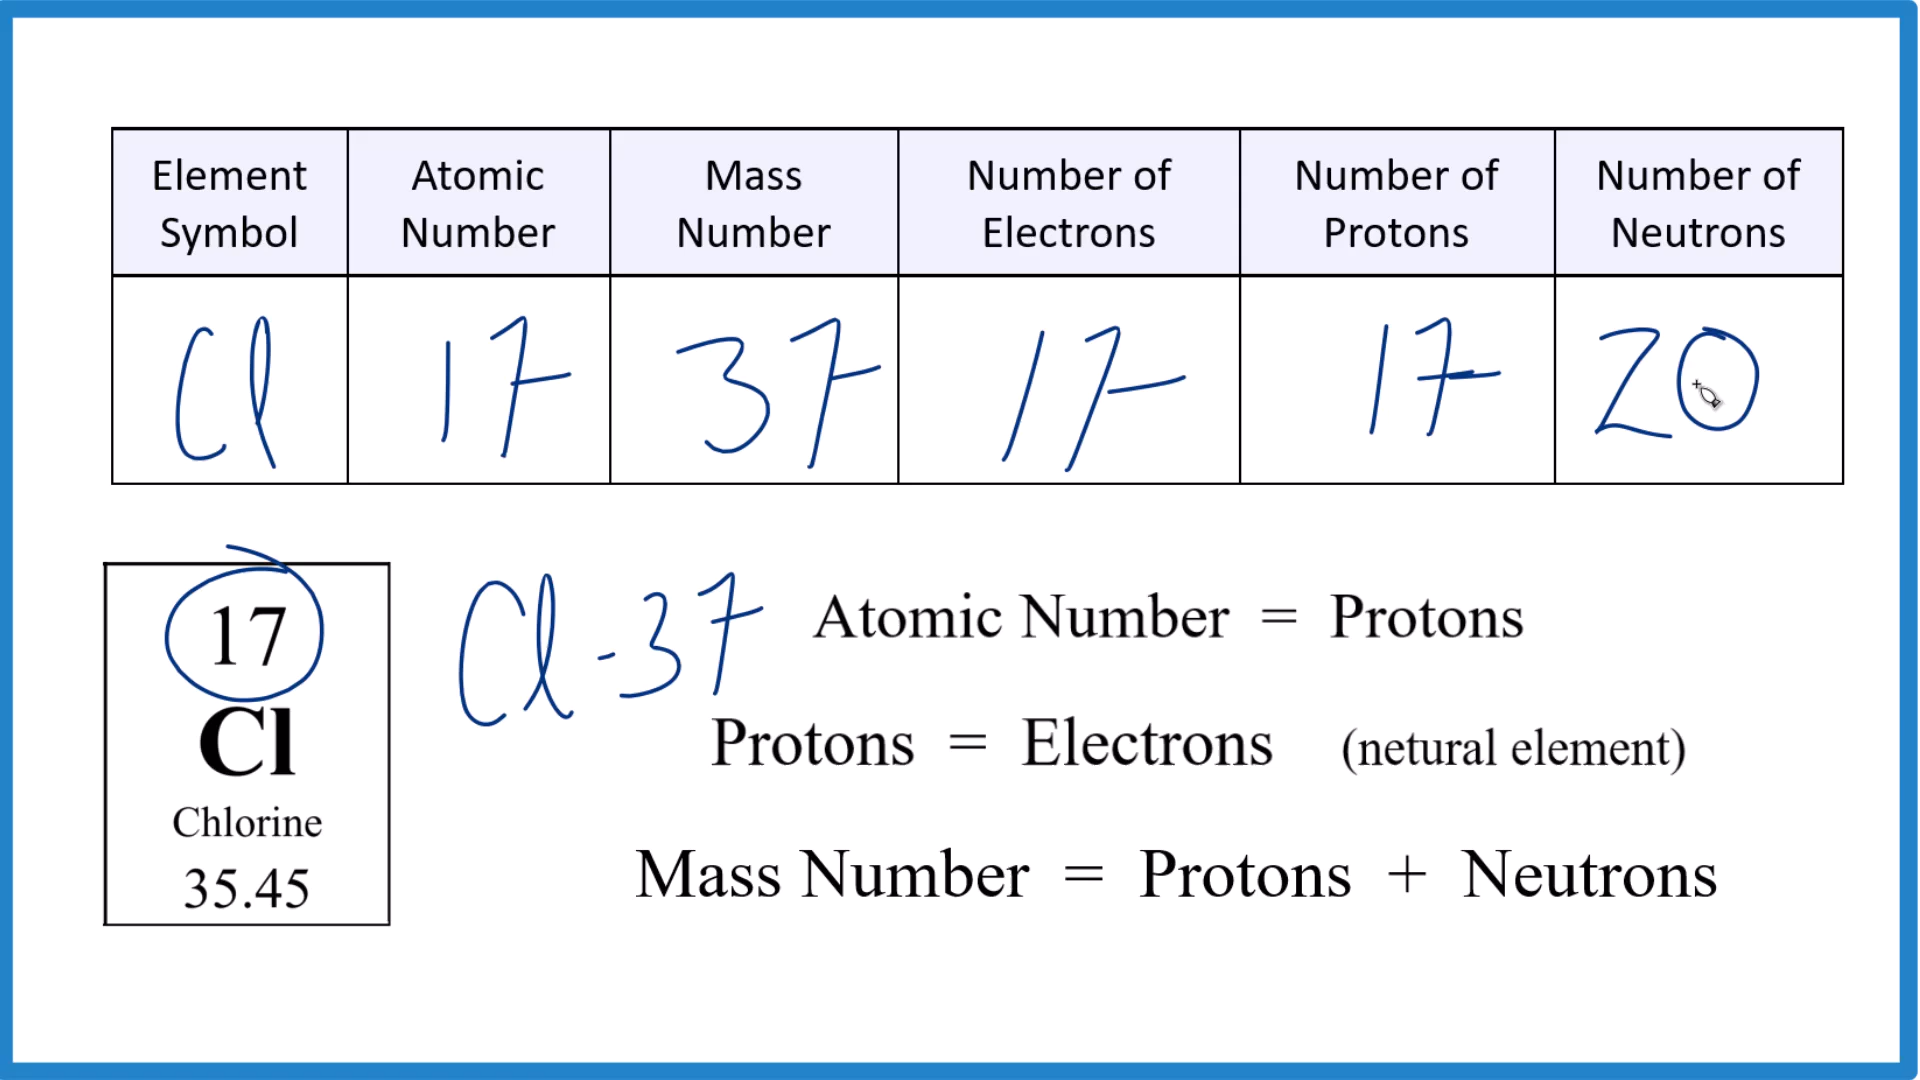 Element Symbol
Atomic Number
Mass Number
Number of Electrons
Number of Protons
Number of Neutrons
Cl 17 37 17 17 20
17
Cl
Chlorine
35.45
Cl-37
Atomic Number = Protons
Protons = Electrons (netural element)
Mass Number = Protons + Neutrons